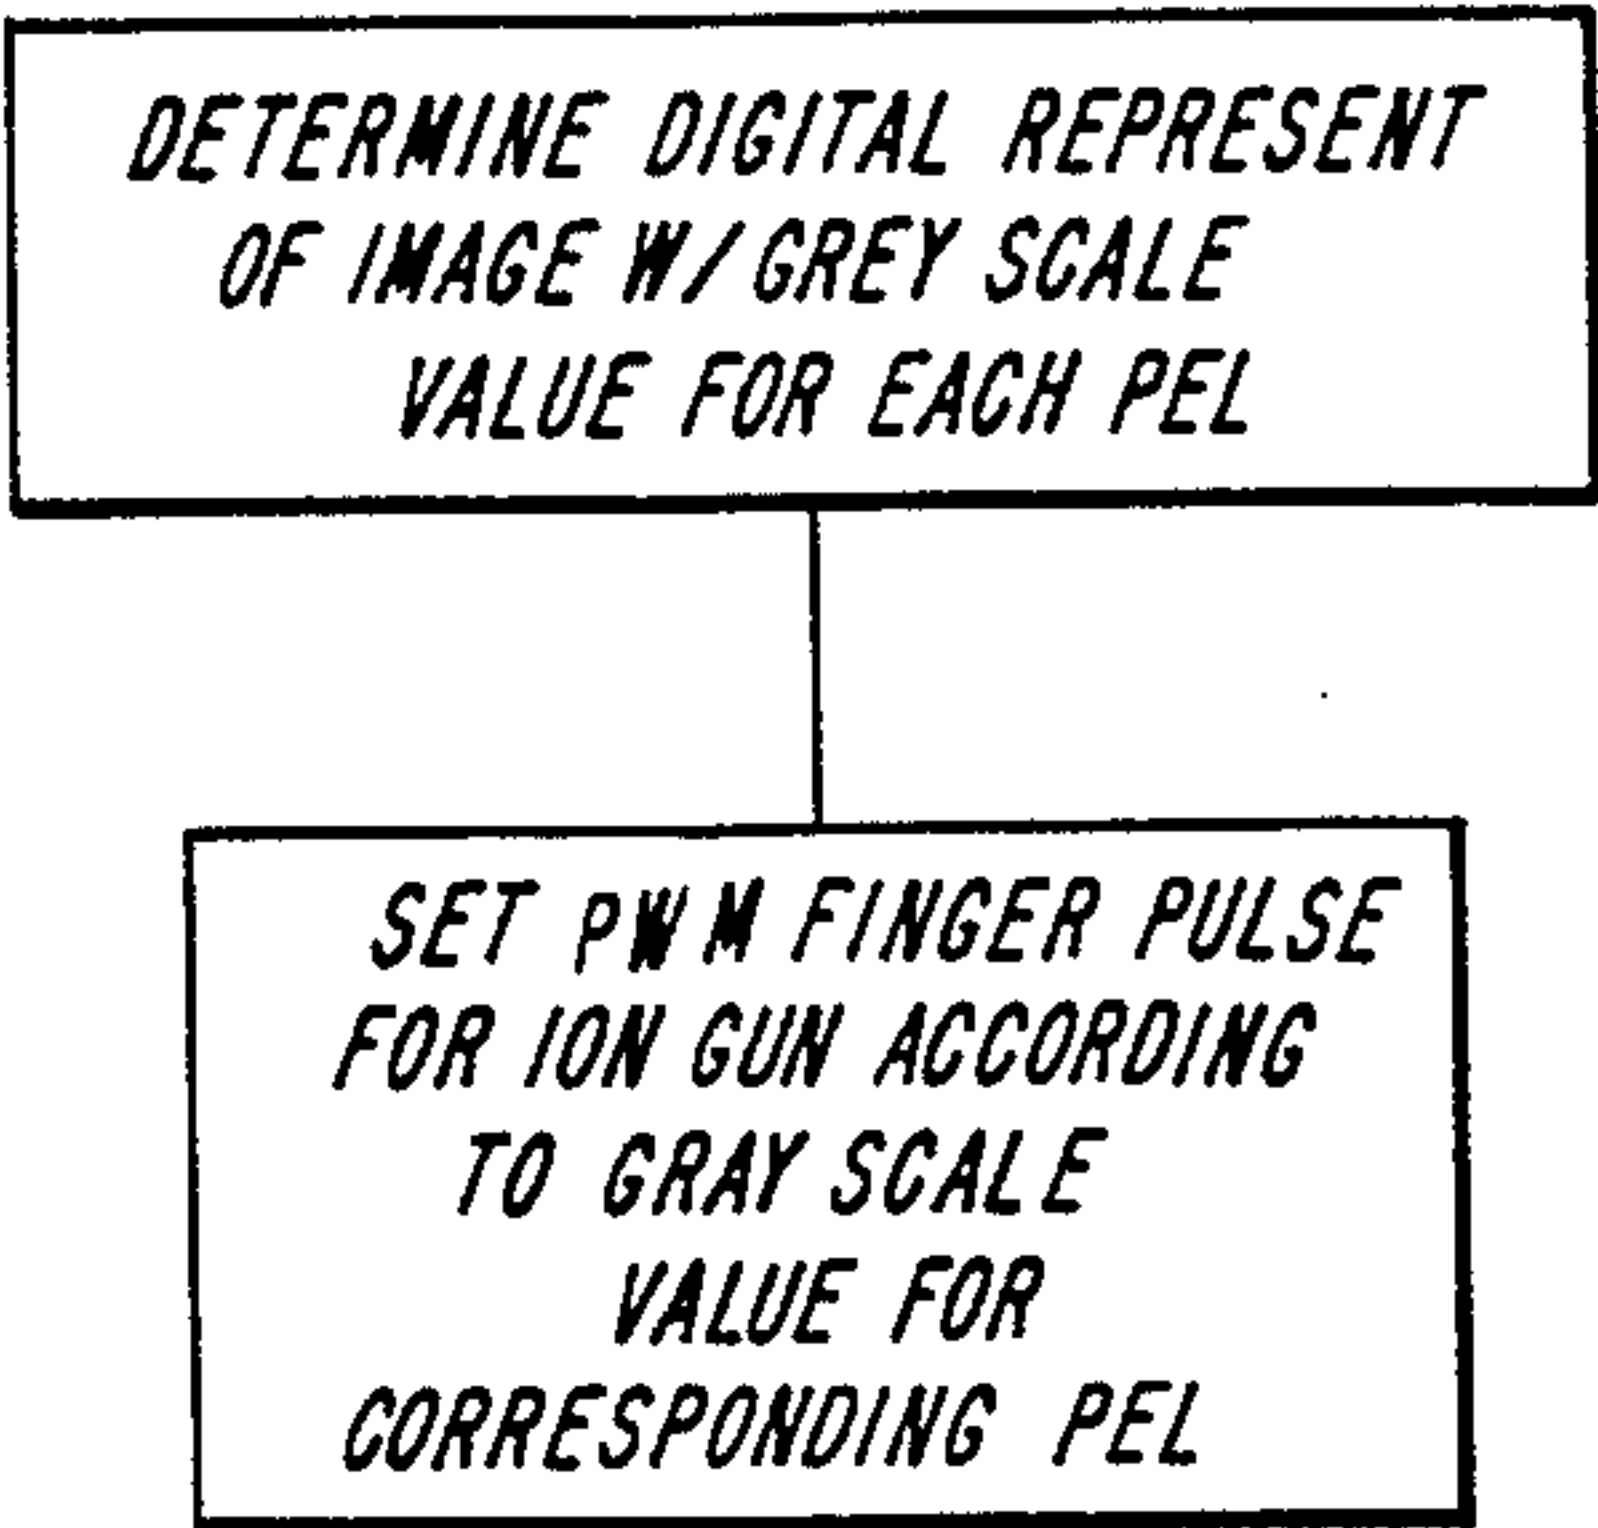 DETERMINE DIGITAL REPRESENT
OF IMAGE W/GREY SCALE
VALUE FOR EACH PEL
SET PWM FINGER PULSE
FOR ION GUN ACCORDING
TO GRAY SCALE
VALUE FOR
CORRESPONDING PEL